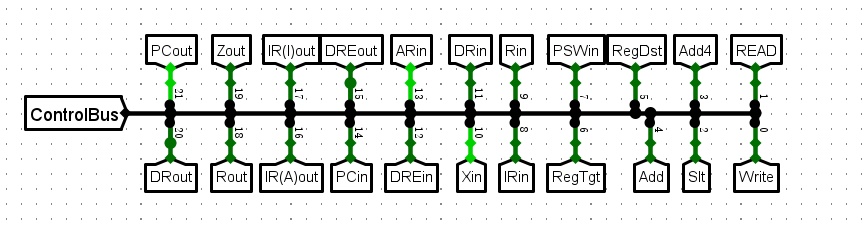 PCout Zout IR(I)out DREout ARin DRin Rin PSWin RegDst Add4 READ
21 19 17 15 13 11 9 7 5 3 1
ControlBus
20 18 16 14 12 10 8 6 4 2 0
DRout Rout IR(A)out PCin DREin Xin IRin RegTgt Add Slt Write